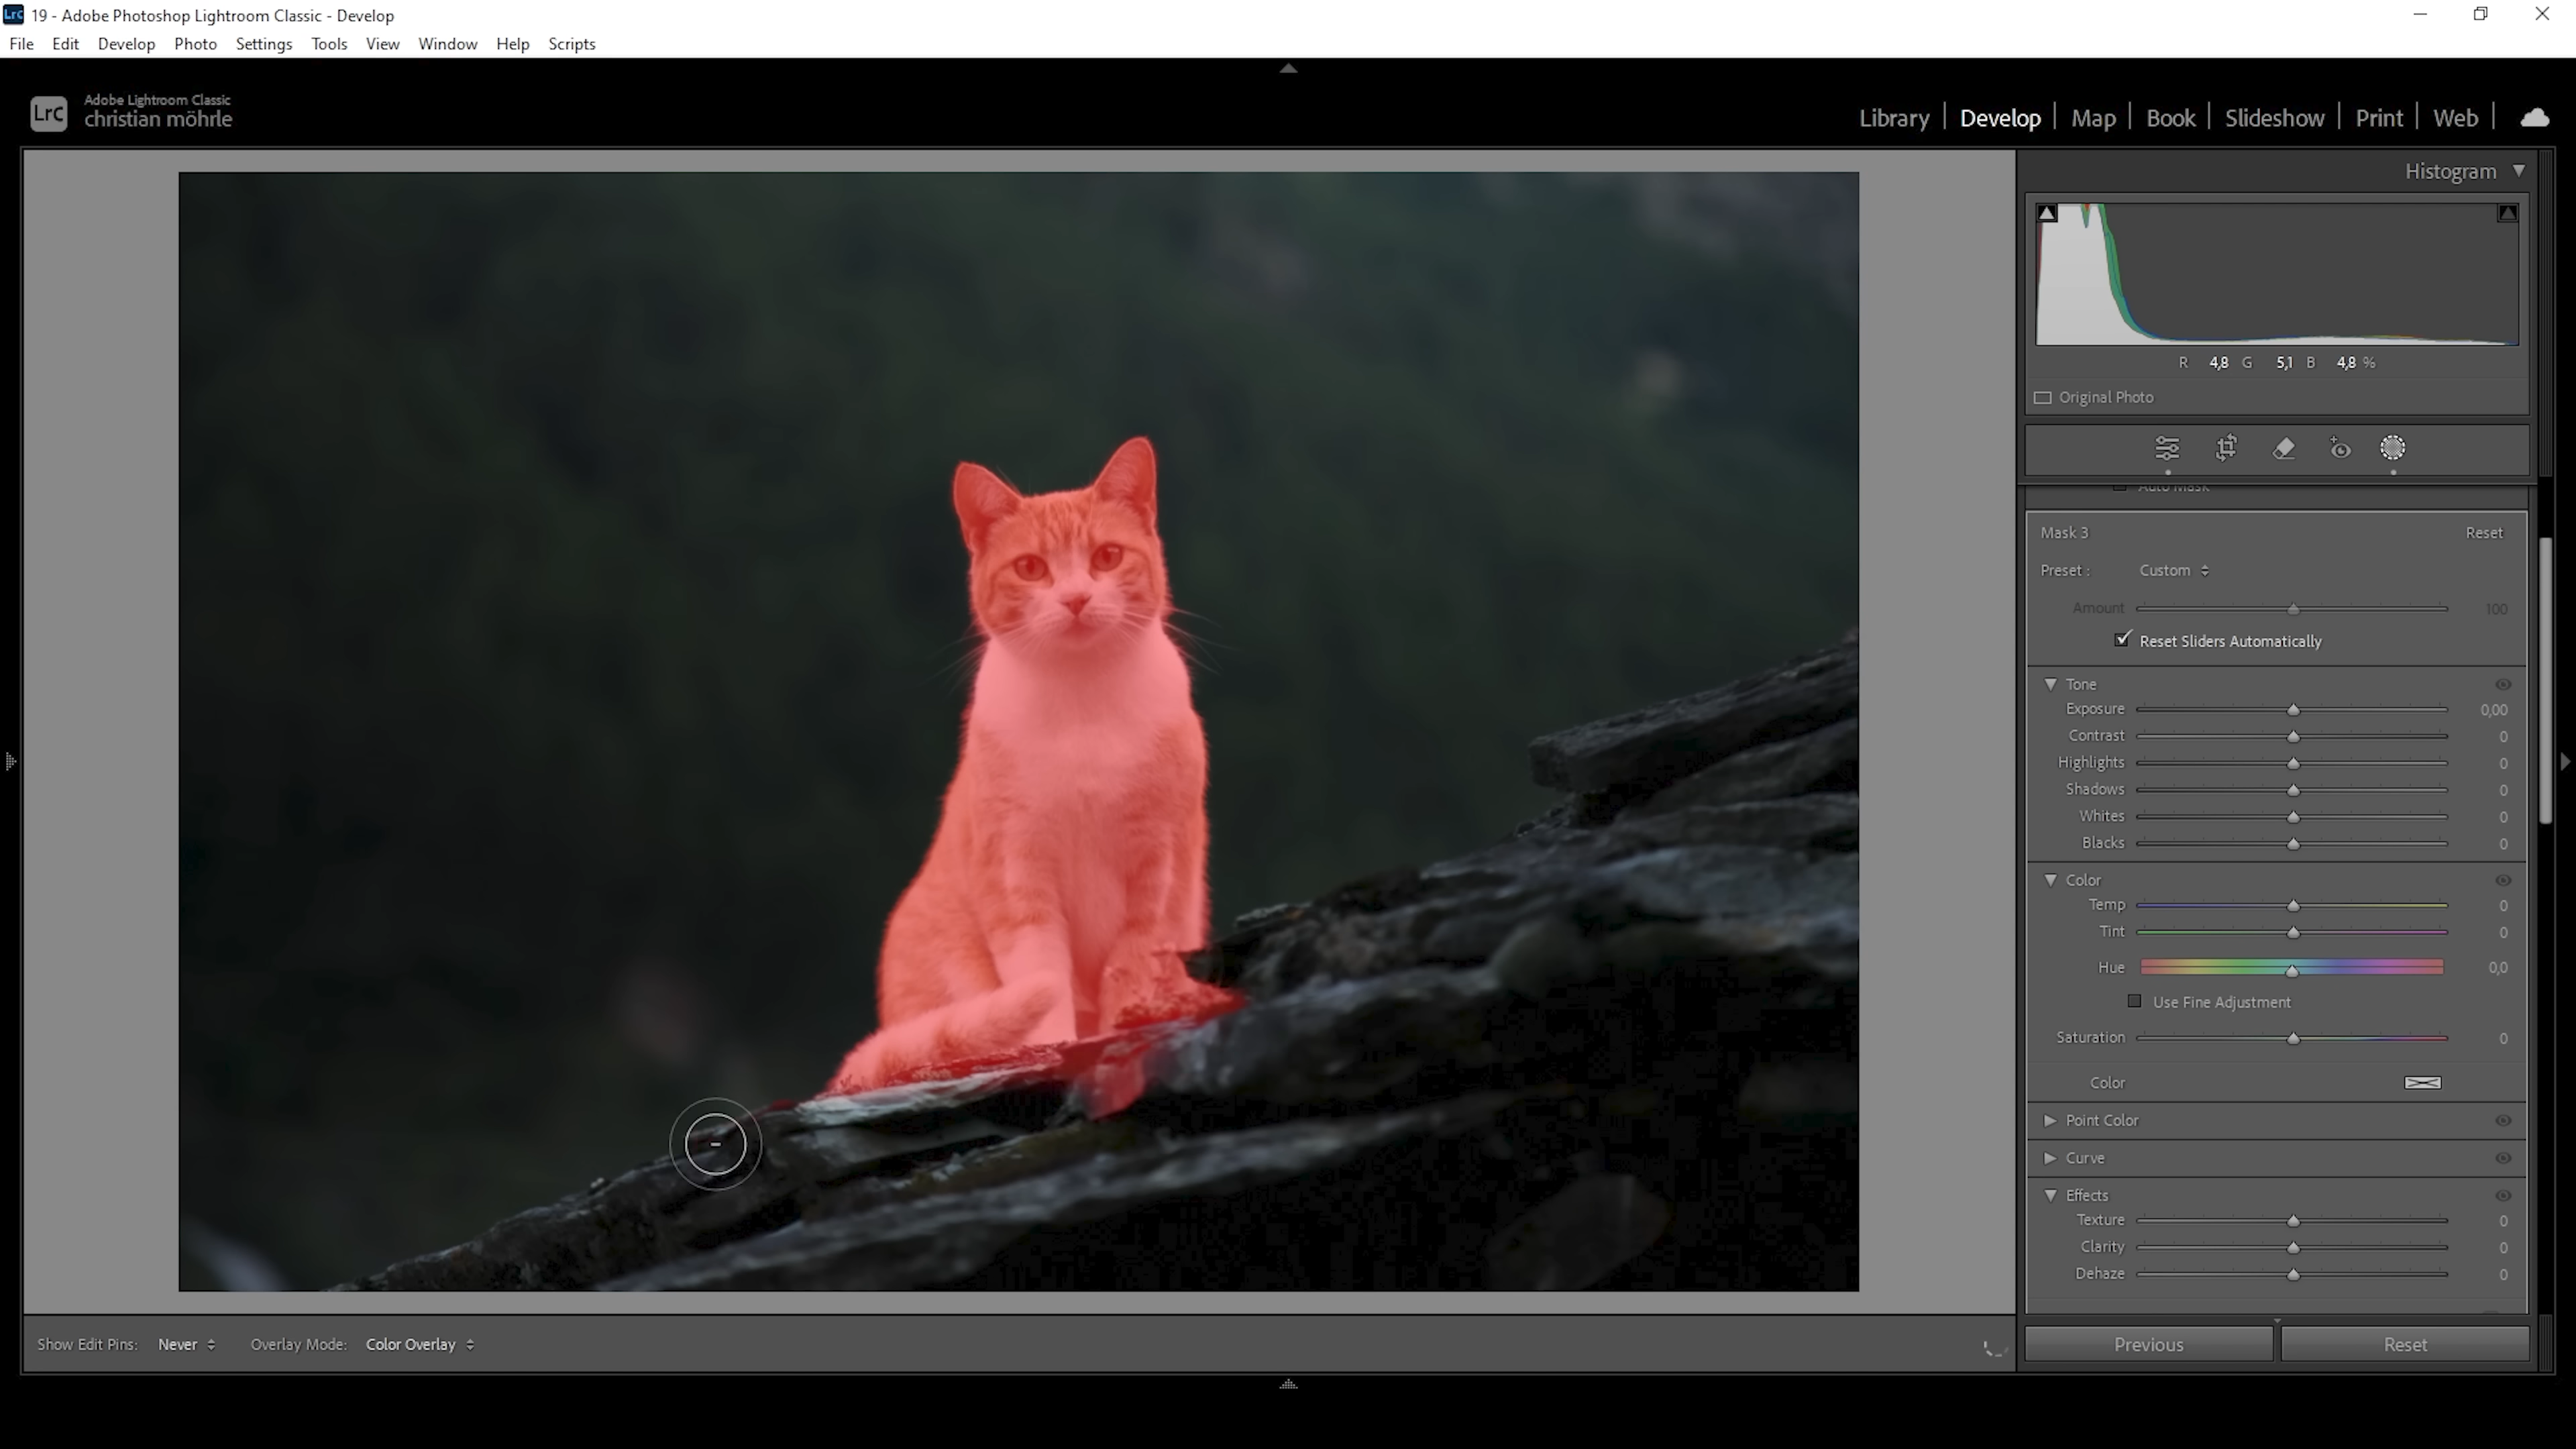 Lrc 19 - Adobe Photoshop Lightroom Classic - Develop
File Edit Develop Photo Settings Tools View Window Help Scripts
Lrc Adobe Lightroom Classic
christian möhrle
Library | Develop | Map | Book | Slideshow | Print | Web |
Histogram
R 4,8 G 5,1 B 4,8 %
Original Photo
Auto Mask
Mask 3 Reset
Preset : Custom
Amount 100
Reset Sliders Automatically
Tone
Exposure 0,00
Contrast 0
Highlights 0
Shadows 0
Whites 0
Blacks 0
Color
Temp 0
Tint 0
Hue 0,0
Use Fine Adjustment
Saturation 0
Color
Point Color
Curve
Effects
Texture 0
Clarity 0
Dehaze 0
Show Edit Pins: Never Overlay Mode: Color Overlay
Previous Reset